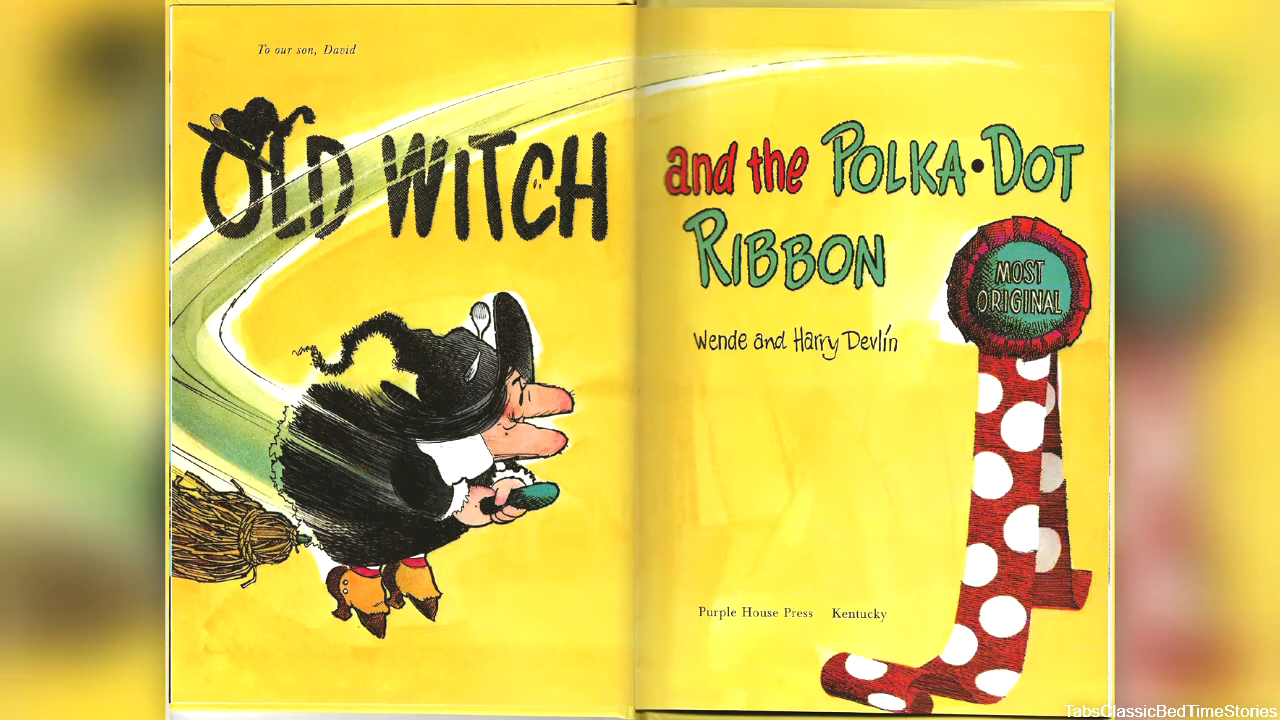 To our son, David
OLD WITCH
and the POLKA•DOT
RIBBON
MOST
ORIGINAL
Wende and Harry Devlin
Purple House Press Kentucky
TabsClassicBedTimeStories